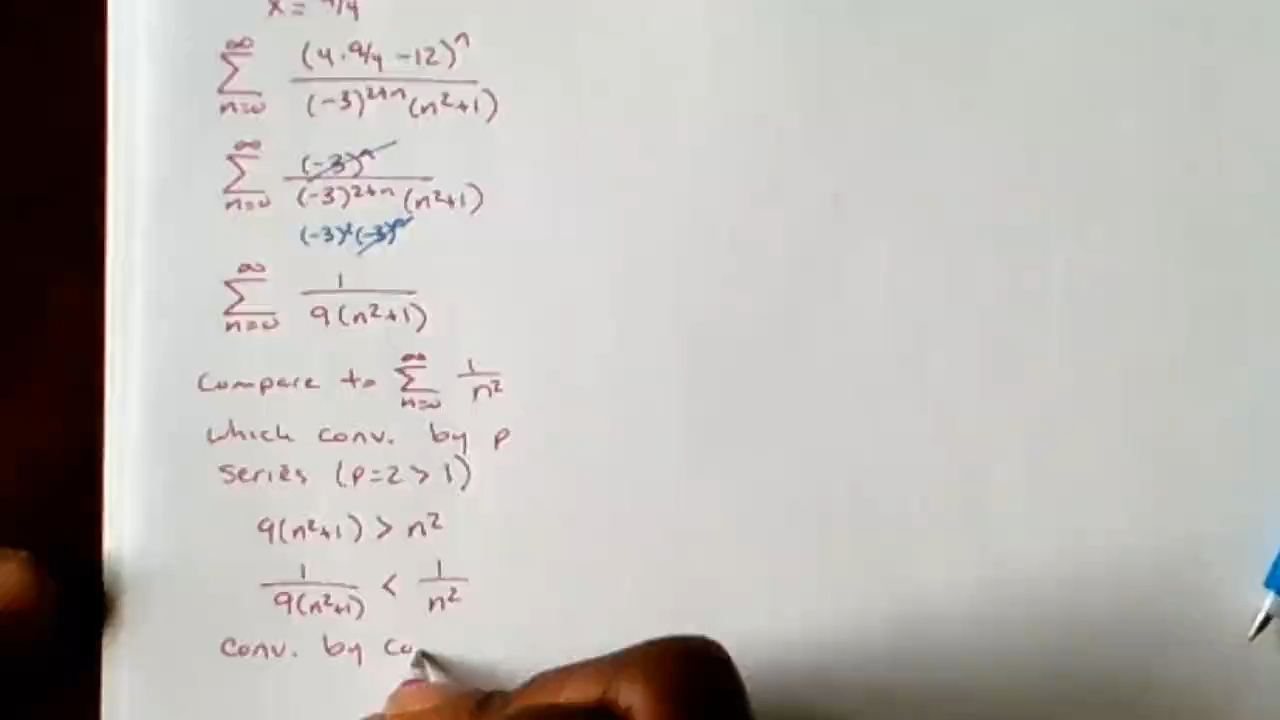 x = 9/4
∞ ∑ n=0 (4·9/4 -12)^n / (-3)^{2+n} (n²+1)
∞ ∑ n=0 (-3)^n / (-3)^{2+n} (n²+1)
(-3)² (-3)^n
∞ ∑ n=0 1 / 9(n²+1)
Compare to ∞ ∑ n=0 1/n²
which conv. by p
series (p=2 > 1)
9(n²+1) > n²
1 / 9(n²+1) < 1 / n²
Conv. by co